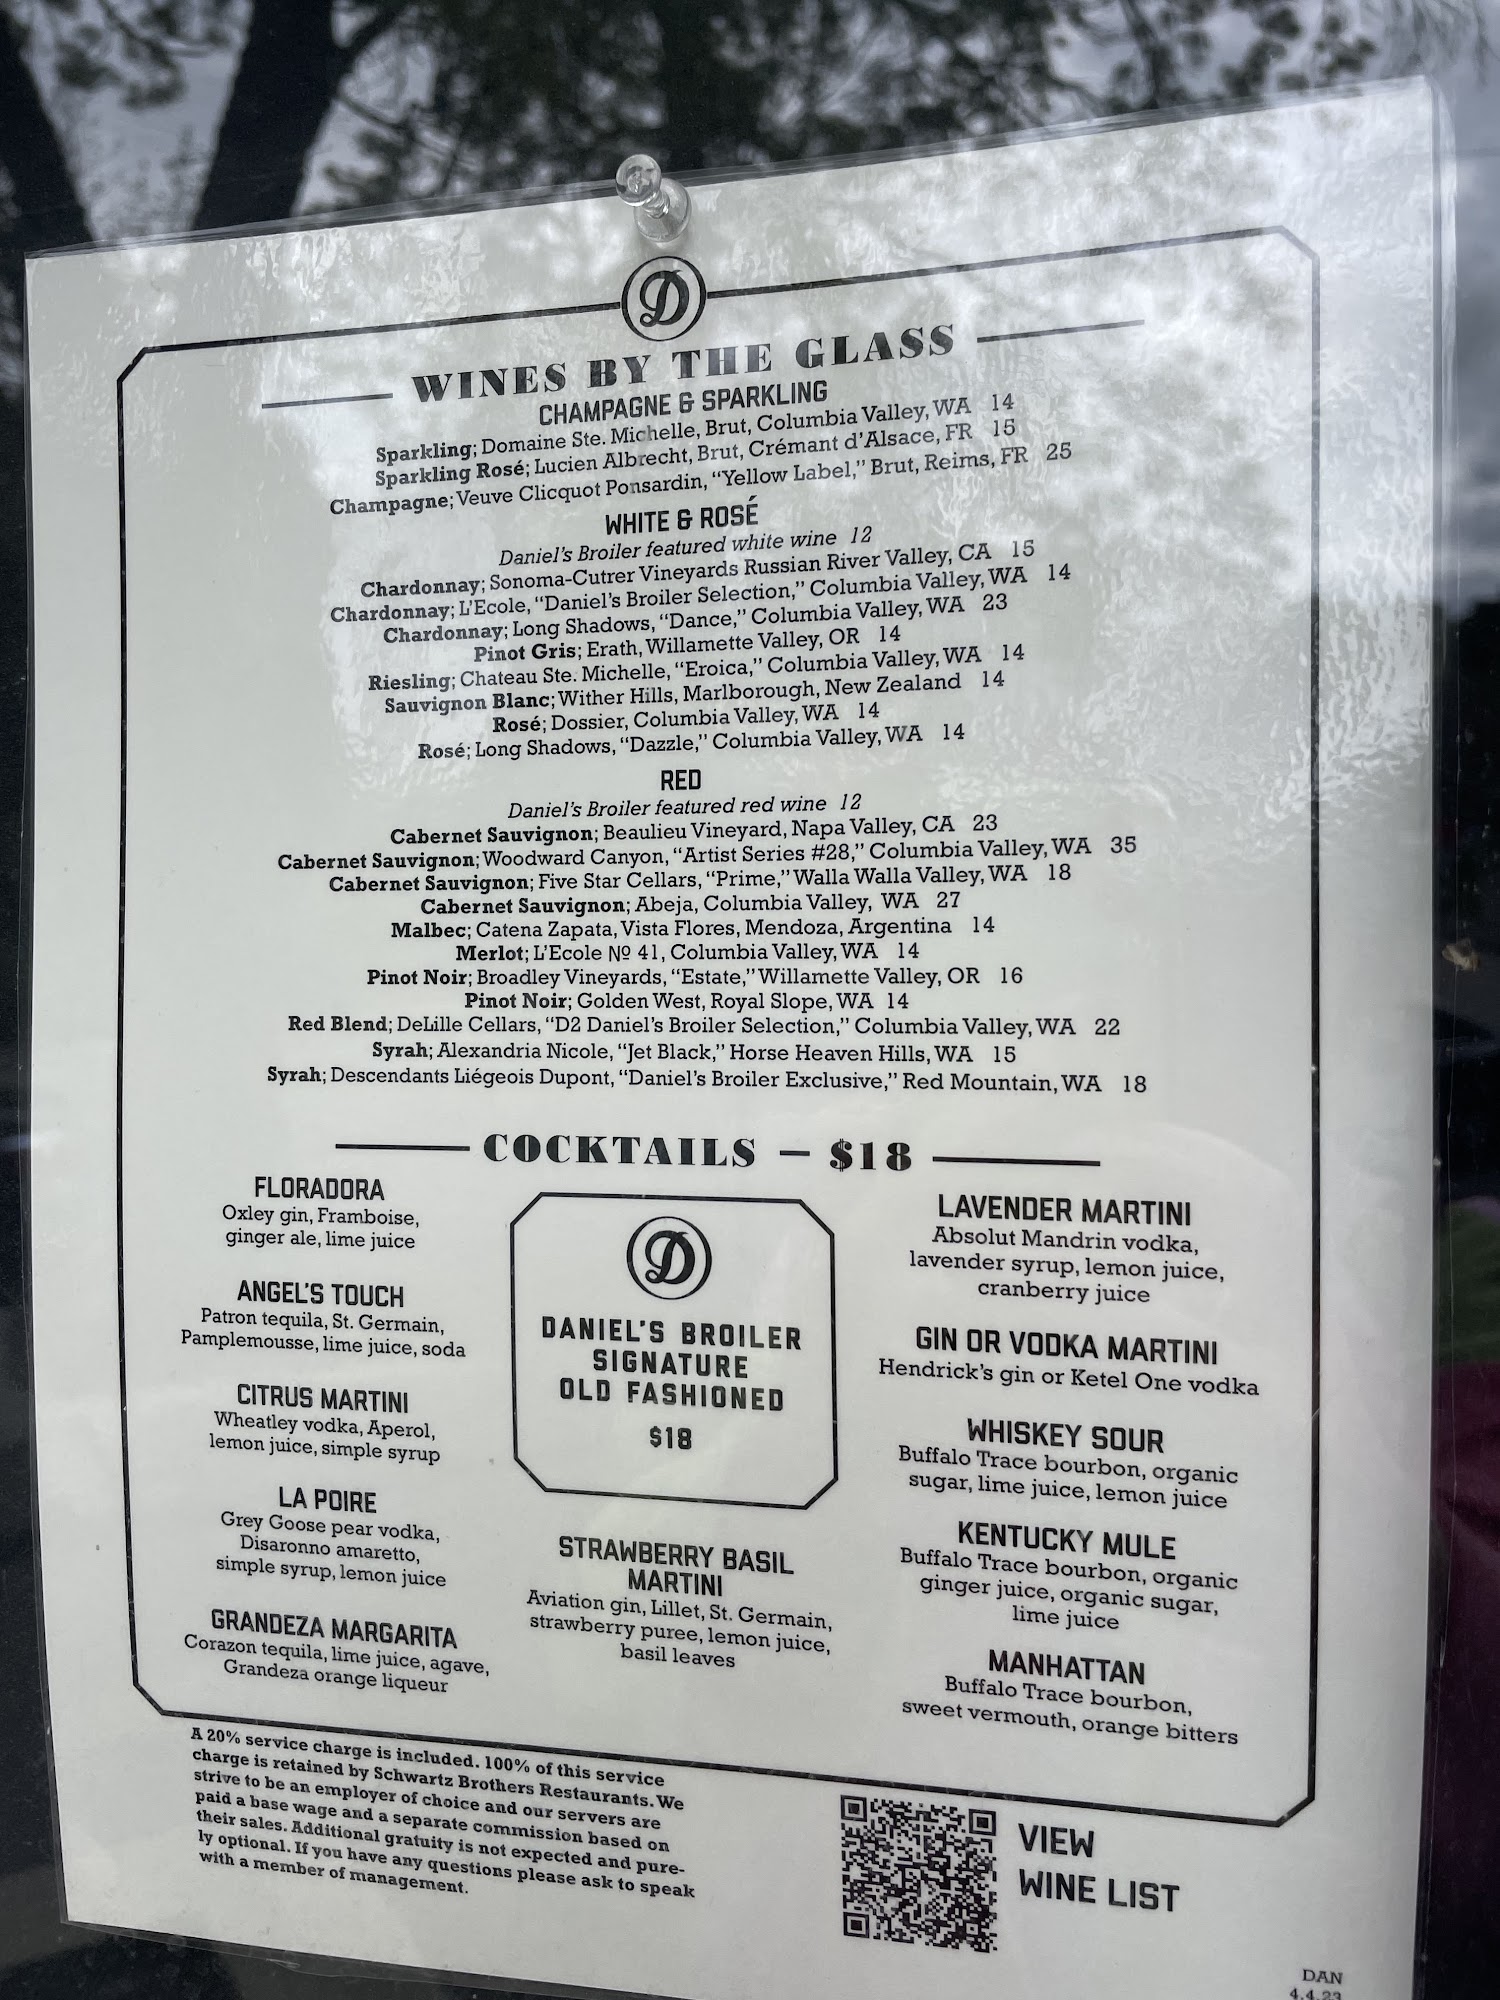 D
WINES BY THE GLASS
CHAMPAGNE & SPARKLING
Sparkling; Domaine Ste. Michelle, Brut, Columbia Valley, WA 14
Sparkling Rosé; Lucien Albrecht, Brut, Crémant d'Alsace, FR 15
Champagne; Veuve Clicquot Ponsardin, "Yellow Label," Brut, Reims, FR 25
WHITE & ROSÉ
Daniel's Broiler featured white wine 12
Chardonnay; Sonoma-Cutrer Vineyards Russian River Valley, CA 15
Chardonnay; L'Ecole, "Daniel's Broiler Selection," Columbia Valley, WA 14
Chardonnay; Long Shadows, "Dance," Columbia Valley, WA 23
Pinot Gris; Erath, Willamette Valley, OR 14
Riesling; Chateau Ste. Michelle, "Eroica," Columbia Valley, WA 14
Sauvignon Blanc; Wither Hills, Marlborough, New Zealand 14
Rosé; Dossier, Columbia Valley, WA 14
Rosé; Long Shadows, "Dazzle," Columbia Valley, WA 14
RED
Daniel's Broiler featured red wine 12
Cabernet Sauvignon; Beaulieu Vineyard, Napa Valley, CA 23
Cabernet Sauvignon; Woodward Canyon, "Artist Series #28," Columbia Valley, WA 35
Cabernet Sauvignon; Five Star Cellars, "Prime," Walla Walla Valley, WA 18
Cabernet Sauvignon; Abeja, Columbia Valley, WA 27
Malbec; Catena Zapata, Vista Flores, Mendoza, Argentina 14
Merlot; L'Ecole № 41, Columbia Valley, WA 14
Pinot Noir; Broadley Vineyards, "Estate," Willamette Valley, OR 16
Pinot Noir; Golden West, Royal Slope, WA 14
Red Blend; DeLille Cellars, "D2 Daniel's Broiler Selection," Columbia Valley, WA 22
Syrah; Alexandria Nicole, "Jet Black," Horse Heaven Hills, WA 15
Syrah; Descendants Liégeois Dupont, "Daniel's Broiler Exclusive," Red Mountain, WA 18
COCKTAILS – $18
FLORADORA
Oxley gin, Framboise,
ginger ale, lime juice
ANGEL'S TOUCH
Patron tequila, St. Germain,
Pamplemousse, lime juice, soda
CITRUS MARTINI
Wheatley vodka, Aperol,
lemon juice, simple syrup
LA POIRE
Grey Goose pear vodka,
Disaronno amaretto,
simple syrup, lemon juice
GRANDEZA MARGARITA
Corazon tequila, lime juice, agave,
Grandeza orange liqueur
D
DANIEL'S BROILER
SIGNATURE
OLD FASHIONED
$18
STRAWBERRY BASIL
MARTINI
Aviation gin, Lillet, St. Germain,
strawberry puree, lemon juice,
basil leaves
LAVENDER MARTINI
Absolut Mandrin vodka,
lavender syrup, lemon juice,
cranberry juice
GIN OR VODKA MARTINI
Hendrick's gin or Ketel One vodka
WHISKEY SOUR
Buffalo Trace bourbon, organic
sugar, lime juice, lemon juice
KENTUCKY MULE
Buffalo Trace bourbon, organic
ginger juice, organic sugar,
lime juice
MANHATTAN
Buffalo Trace bourbon,
sweet vermouth, orange bitters
A 20% service charge is included. 100% of this service
charge is retained by Schwartz Brothers Restaurants. We
strive to be an employer of choice and our servers are
paid a base wage and a separate commission based on
their sales. Additional gratuity is not expected and pure-
ly optional. If you have any questions please ask to speak
with a member of management.
VIEW
WINE LIST
DAN
4.4.23